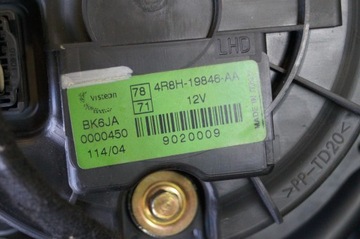 LHD
Visteon
78
71
4R8H-19846-AA
12V
BK6JA
0000450
114/04
9020009
>PP-TD20<